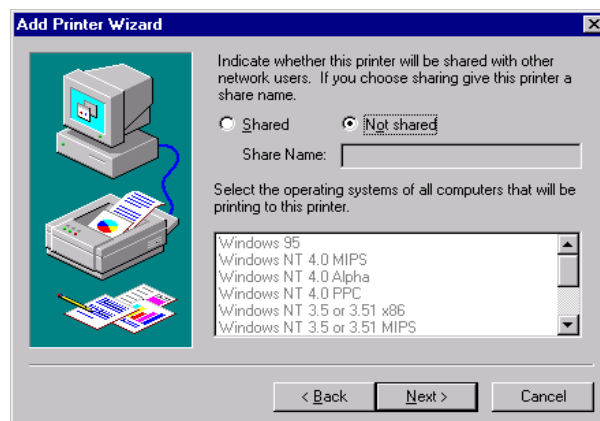 Add Printer Wizard
Indicate whether this printer will be shared with other
network users. If you choose sharing give this printer a
share name.
Shared Not shared
Share Name:
Select the operating systems of all computers that will be
printing to this printer.
Windows 95
Windows NT 4.0 MIPS
Windows NT 4.0 Alpha
Windows NT 4.0 PPC
Windows NT 3.5 or 3.51 x86
Windows NT 3.5 or 3.51 MIPS
< Back Next > Cancel